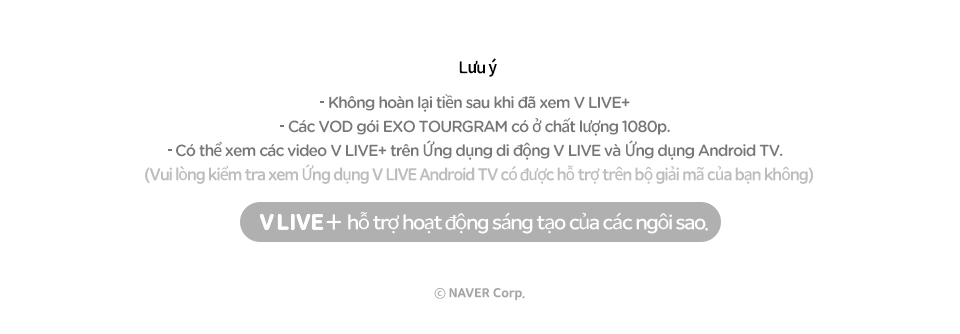 Lưu ý
- Không hoàn lại tiền sau khi đã xem V LIVE+
- Các VOD gói EXO TOURGRAM có ở chất lượng 1080p.
- Có thể xem các video V LIVE+ trên Ứng dụng di động V LIVE và Ứng dụng Android TV.
(Vui lòng kiểm tra xem Ứng dụng V LIVE Android TV có được hỗ trợ trên bộ giải mã của bạn không)
V LIVE+ hỗ trợ hoạt động sáng tạo của các ngôi sao.
ⓒ NAVER Corp.